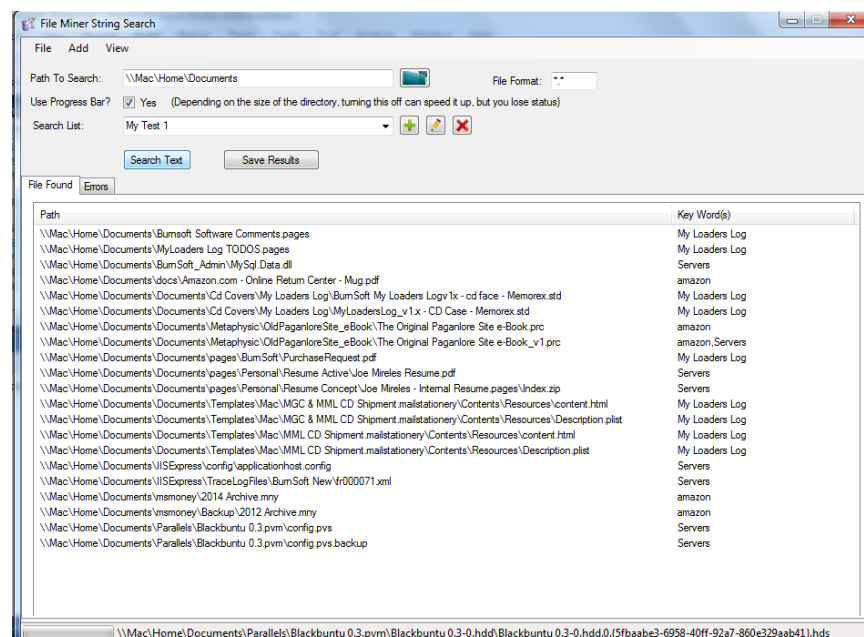 File Miner String Search
File Add View
Path To Search: \\Mac\Home\Documents File Format: *.*
Use Progress Bar? Yes (Depending on the size of the directory, turning this off can speed it up, but you lose status)
Search List: My Test 1
Search Text Save Results
File Found Errors
Path Key Word(s)
\\Mac\Home\Documents\Burnsoft Software Comments.pages My Loaders Log
\\Mac\Home\Documents\MyLoaders Log TODOS.pages My Loaders Log
\\Mac\Home\Documents\BurnSoft_Admin\MySql.Data.dll Servers
\\Mac\Home\Documents\docs\Amazon.com - Online Return Center - Mug.pdf amazon
\\Mac\Home\Documents\Documents\Cd Covers\My Loaders Log\BurnSoft My Loaders Logv1x - cd face - Memorex.std My Loaders Log
\\Mac\Home\Documents\Documents\Cd Covers\My Loaders Log\MyLoadersLog_v1.x - CD Case - Memorex.std My Loaders Log
\\Mac\Home\Documents\Documents\Metaphysic\OldPaganloreSite_eBook\The Original Paganlore Site e-Book.prc amazon
\\Mac\Home\Documents\Documents\Metaphysic\OldPaganloreSite_eBook\The Original Paganlore Site e-Book_v1.prc amazon,Servers
\\Mac\Home\Documents\Documents\pages\BurnSoft\PurchaseRequest.pdf My Loaders Log
\\Mac\Home\Documents\Documents\pages\Personal\Resume Active\Joe Mireles Resume.pdf Servers
\\Mac\Home\Documents\Documents\pages\Personal\Resume Concept\Joe Mireles - Internal Resume.pages\Index.zip Servers
\\Mac\Home\Documents\Documents\Templates\Mac\MGC & MML CD Shipment.mailstationery\Contents\Resources\content.html My Loaders Log
\\Mac\Home\Documents\Documents\Templates\Mac\MGC & MML CD Shipment.mailstationery\Contents\Resources\Description.plist My Loaders Log
\\Mac\Home\Documents\Documents\Templates\Mac\MML CD Shipment.mailstationery\Contents\Resources\content.html My Loaders Log
\\Mac\Home\Documents\Documents\Templates\Mac\MML CD Shipment.mailstationery\Contents\Resources\Description.plist My Loaders Log
\\Mac\Home\Documents\IISExpress\config\applicationhost.config Servers
\\Mac\Home\Documents\IISExpress\TraceLogFiles\BurnSoft New\fr000071.xml Servers
\\Mac\Home\Documents\msmoney\2014 Archive.mny amazon
\\Mac\Home\Documents\msmoney\Backup\2012 Archive.mny amazon
\\Mac\Home\Documents\Parallels\Blackbuntu 0.3.pvm\config.pvs Servers
\\Mac\Home\Documents\Parallels\Blackbuntu 0.3.pvm\config.pvs.backup Servers
\\Mac\Home\Documents\Parallels\Blackbuntu 0.3.pvm\Blackbuntu 0.3-0.hdd\Blackbuntu 0.3-0.hdd.0.{5fbaabe3-6958-40ff-92a7-860e329aab41}.hds